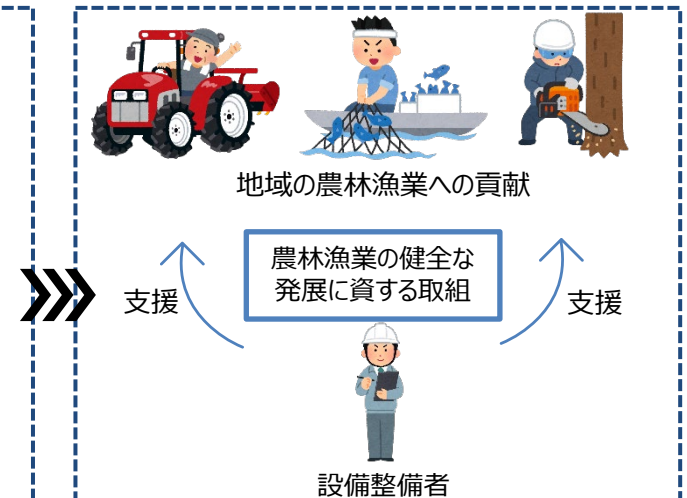 地域の農林漁業への貢献
農林漁業の健全な
発展に資する取組
支援
支援
設備整備者